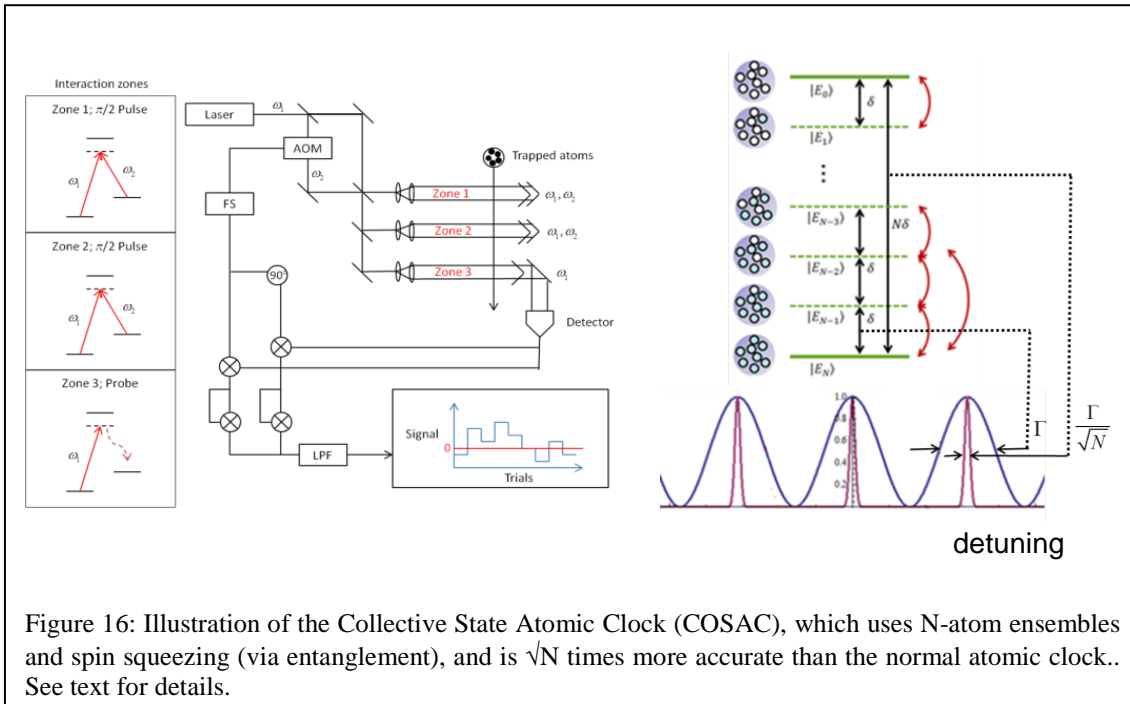 Interaction zones
Zone 1; π/2 Pulse
ω₁
ω₂
Zone 2; π/2 Pulse
ω₁
ω₂
Zone 3; Probe
ω₁
Laser
ω₁
AOM
ω₂
FS
90°
Trapped atoms
Zone 1
ω₁, ω₂
Zone 2
ω₁, ω₂
Zone 3
ω₁
Detector
LPF
Signal
0
Trials
|E₀⟩
δ
|E₁⟩
⋮
|E_{N−3}⟩
Nδ
|E_{N−2}⟩
δ
|E_{N−1}⟩
δ
|E_N⟩
1.0
0.8
0.6
0.4
0.2
Γ
Γ/√N
detuning
Figure 16: Illustration of the Collective State Atomic Clock (COSAC), which uses N-atom ensembles
and spin squeezing (via entanglement), and is √N times more accurate than the normal atomic clock..
See text for details.